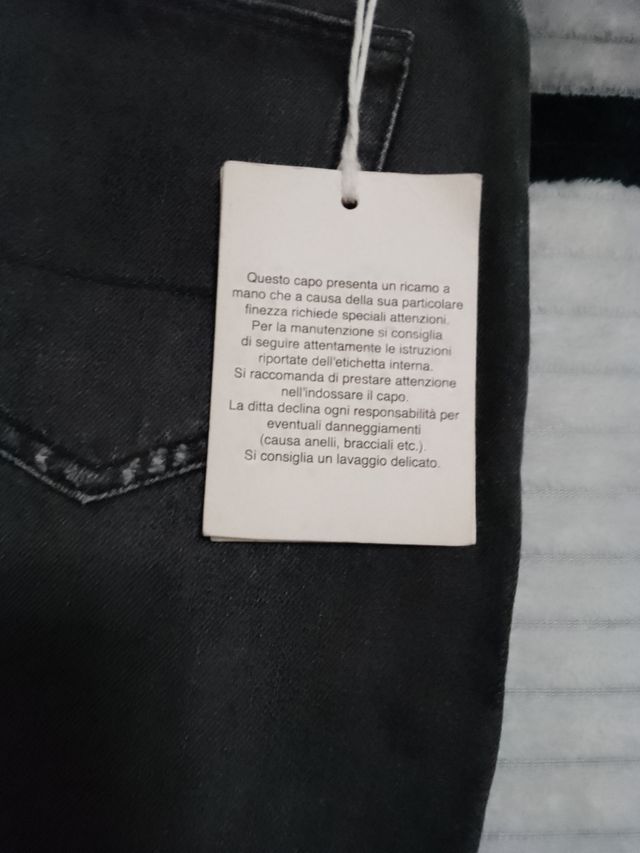 Questo capo presenta un ricamo a
mano che a causa della sua particolare
finezza richiede speciali attenzioni.
Per la manutenzione si consiglia
di seguire attentamente le istruzioni
riportate dell'etichetta interna.
Si raccomanda di prestare attenzione
nell'indossare il capo.
La ditta declina ogni responsabilità per
eventuali danneggiamenti
(causa anelli, bracciali etc.).
Si consiglia un lavaggio delicato.